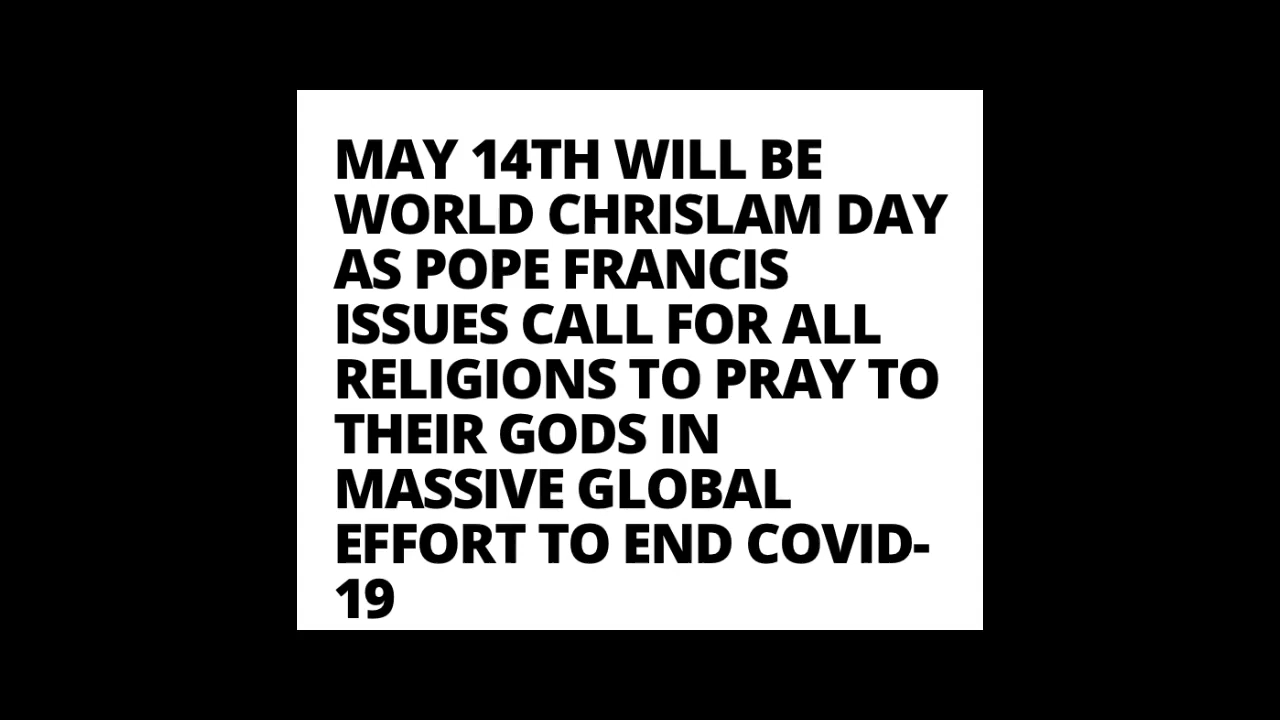 MAY 14TH WILL BE
WORLD CHRISLAM DAY
AS POPE FRANCIS
ISSUES CALL FOR ALL
RELIGIONS TO PRAY TO
THEIR GODS IN
MASSIVE GLOBAL
EFFORT TO END COVID-
19